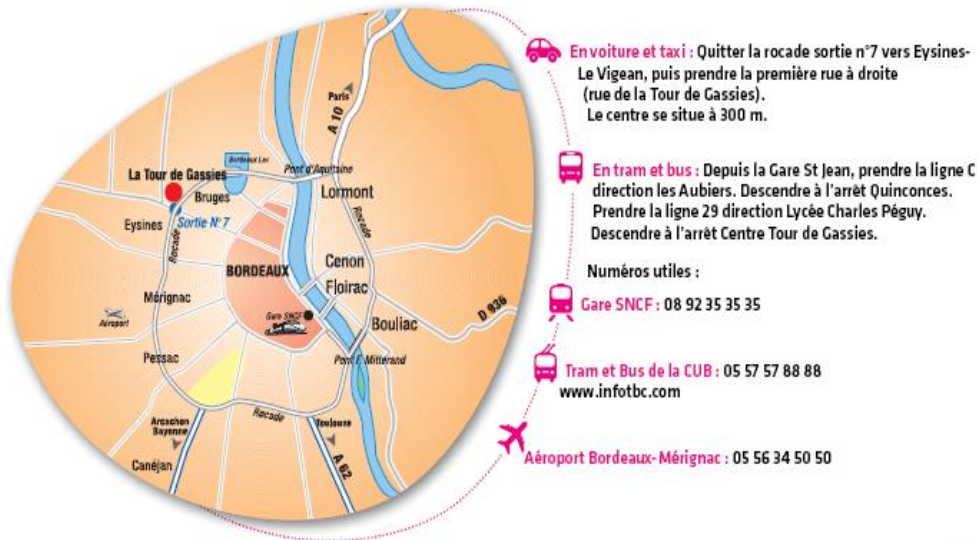 Paris
A 10
Bordeaux Lac
Pont d'Aquitaine
La Tour de Gassies
Bruges
Lormont
Eysines
Sortie N°7
Rocade
Rocade
Cenon
BORDEAUX
Floirac
Mérignac
Gare SNCF
D 936
Aéroport
Bouliac
Pessac
Pont F. Mitterand
Rocade
Arcachon
Bayonne
Toulouse
A 62
Canéjan
En voiture et taxi : Quitter la rocade sortie n°7 vers Eysines-
Le Vigean, puis prendre la première rue à droite
(rue de la Tour de Gassies).
Le centre se situe à 300 m.
En tram et bus : Depuis la Gare St Jean, prendre la ligne C
direction les Aubiers. Descendre à l'arrêt Quinconces.
Prendre la ligne 29 direction Lycée Charles Péguy.
Descendre à l'arrêt Centre Tour de Gassies.
Numéros utiles :
Gare SNCF : 08 92 35 35 35
Tram et Bus de la CUB : 05 57 57 88 88
www.infotbc.com
Aéroport Bordeaux-Mérignac : 05 56 34 50 50